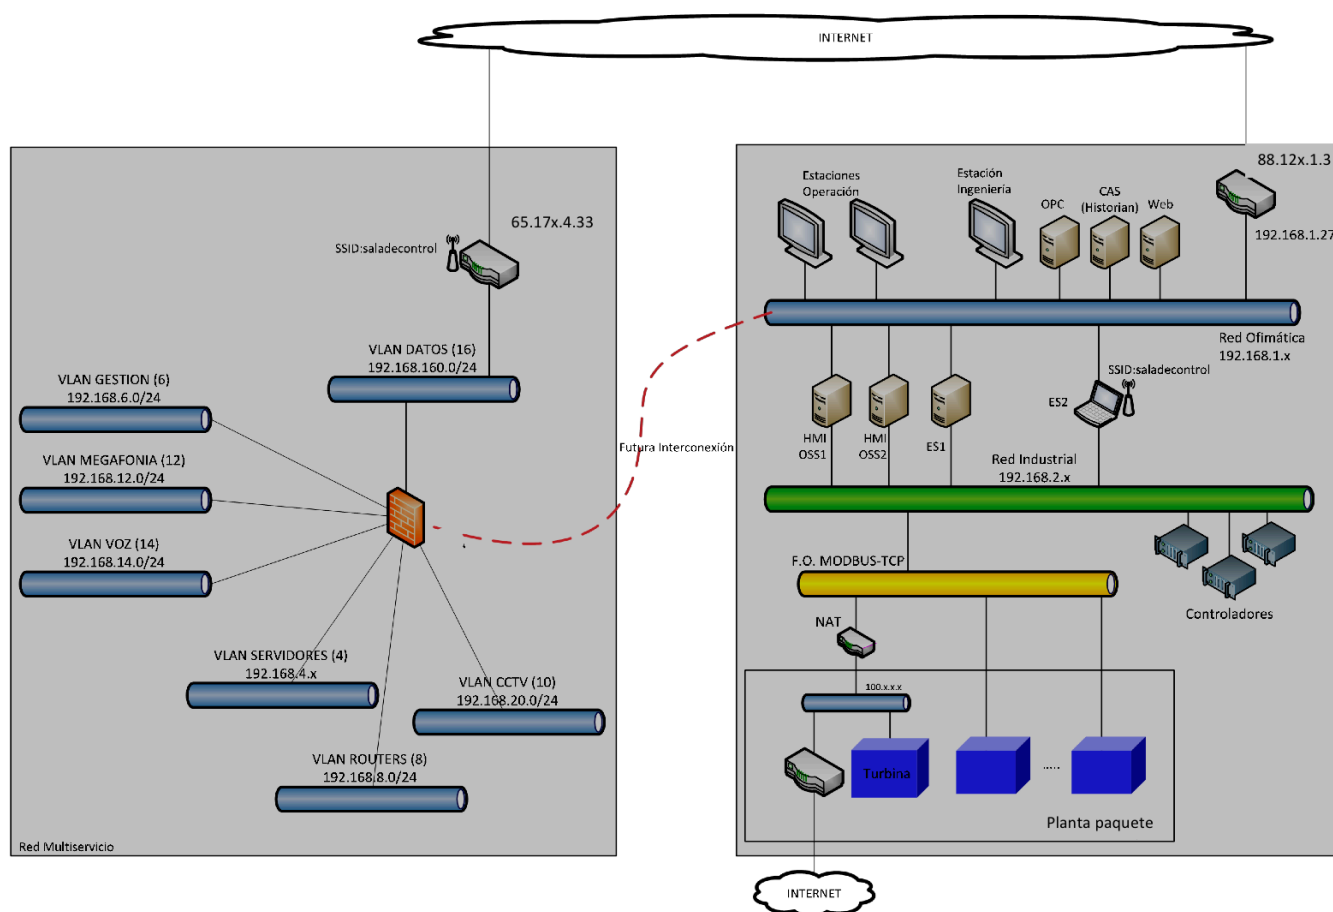 INTERNET
65.17x.4.33
SSID:saladecontrol
VLAN DATOS (16)
192.168.160.0/24
VLAN GESTION (6)
192.168.6.0/24
VLAN MEGAFONIA (12)
192.168.12.0/24
VLAN VOZ (14)
192.168.14.0/24
VLAN SERVIDORES (4)
192.168.4.x
VLAN CCTV (10)
192.168.20.0/24
VLAN ROUTERS (8)
192.168.8.0/24
Red Multiservicio
Futura Interconexión
Estaciones
Operación
Estación
Ingeniería
OPC
CAS
(Historian)
Web
88.12x.1.3
192.168.1.27
Red Ofimática
192.168.1.x
HMI
OSS1
HMI
OSS2
ES1
ES2
SSID:saladecontrol
Red Industrial
192.168.2.x
F.O. MODBUS-TCP
Controladores
NAT
100.x.x.x
Turbina
.....
Planta paquete
INTERNET